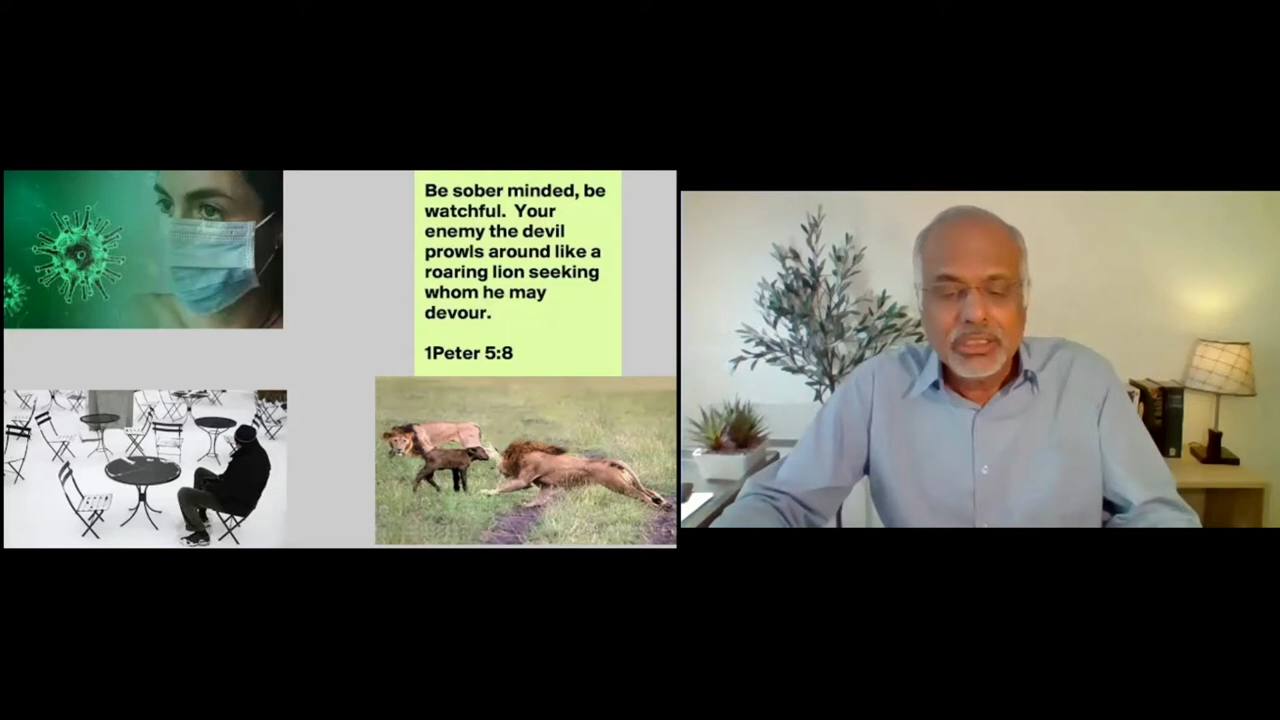 Be sober minded, be
watchful.  Your
enemy the devil
prowls around like a
roaring lion seeking
whom he may
devour.
1Peter 5:8